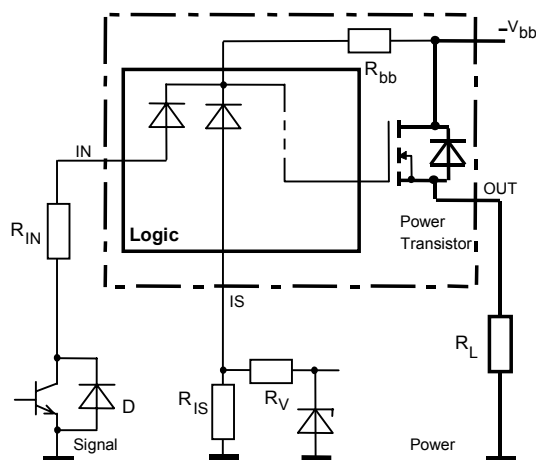 –Vbb
Rbb
IN
OUT
RIN
Logic
Power
Transistor
IS
RL
D
RIS
RV
Signal
Power